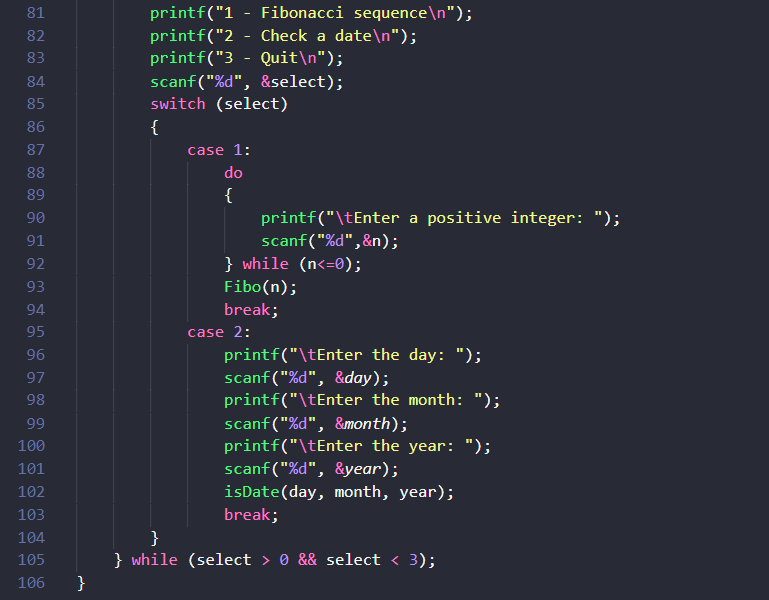 81 printf("1 - Fibonacci sequence\n");
82 printf("2 - Check a date\n");
83 printf("3 - Quit\n");
84 scanf("%d", &select);
85 switch (select)
86 {
87 case 1:
88 do
89 {
90 printf("\tEnter a positive integer: ");
91 scanf("%d",&n);
92 } while (n<=0);
93 Fibo(n);
94 break;
95 case 2:
96 printf("\tEnter the day: ");
97 scanf("%d", &day);
98 printf("\tEnter the month: ");
99 scanf("%d", &month);
100 printf("\tEnter the year: ");
101 scanf("%d", &year);
102 isDate(day, month, year);
103 break;
104 }
105 } while (select > 0 && select < 3);
106 }